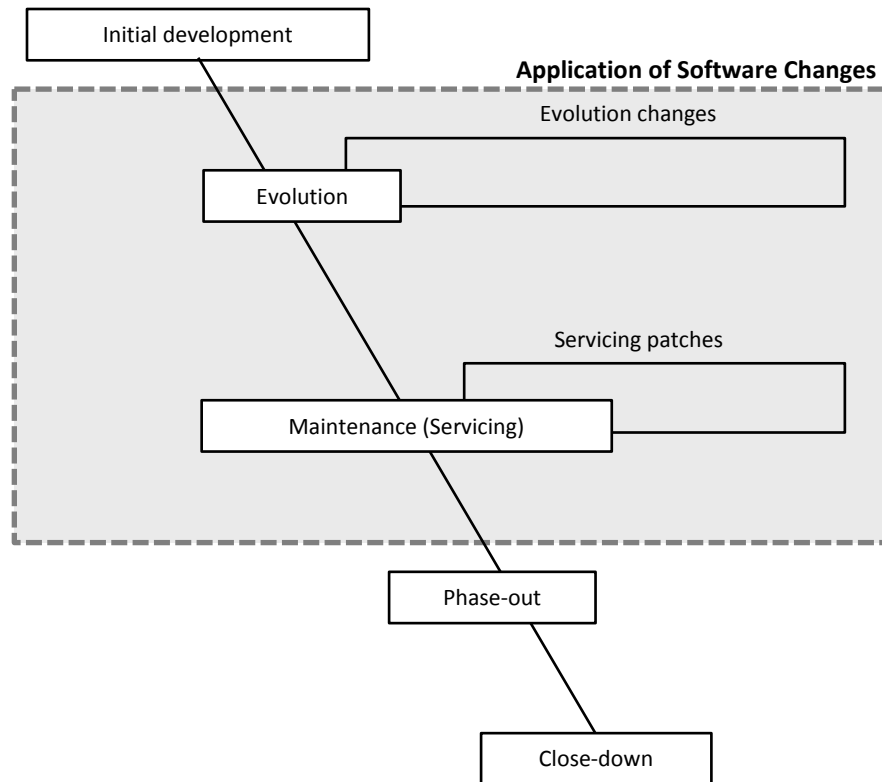 Initial development
Application of Software Changes
Evolution changes
Evolution
Servicing patches
Maintenance (Servicing)
Phase-out
Close-down